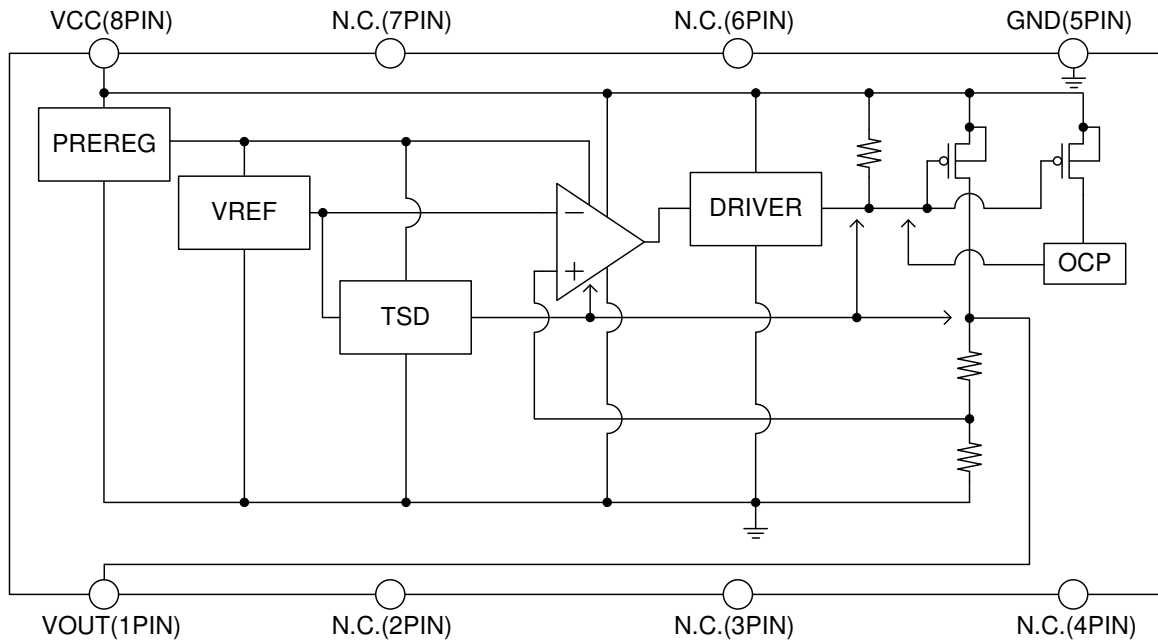 VCC(8PIN)
N.C.(7PIN)
N.C.(6PIN)
GND(5PIN)
PREREG
VREF
DRIVER
OCP
TSD
VOUT(1PIN)
N.C.(2PIN)
N.C.(3PIN)
N.C.(4PIN)